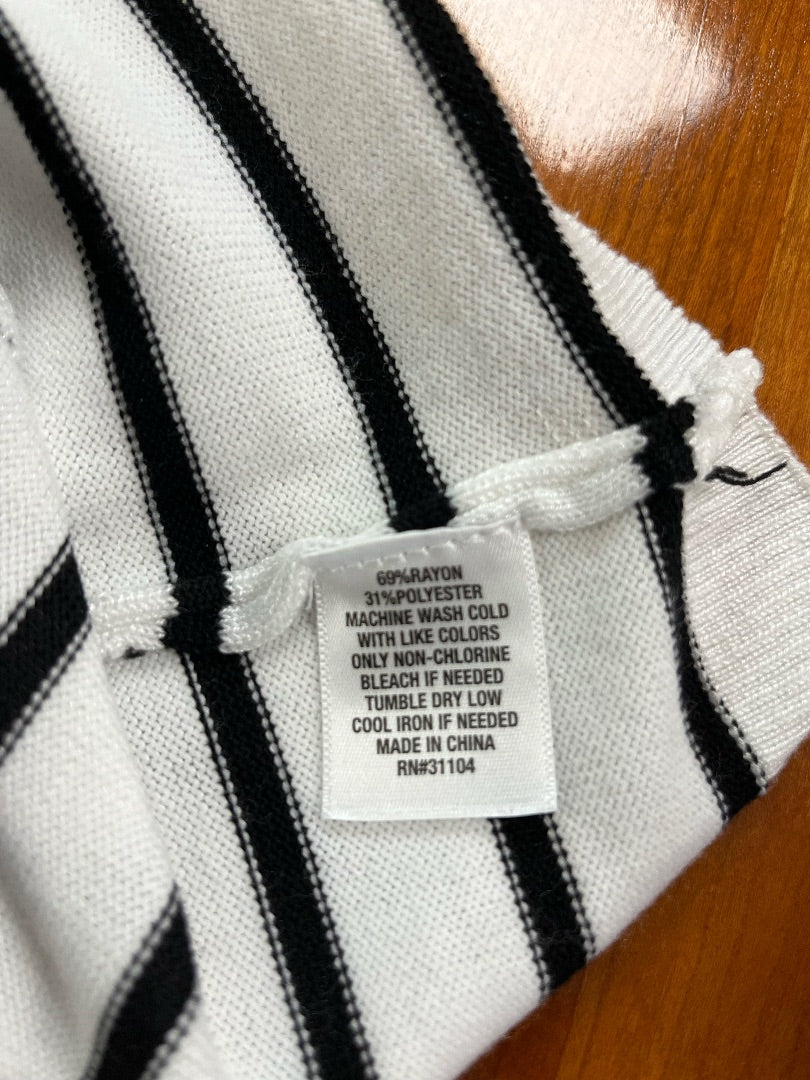 69%RAYON
31%POLYESTER
MACHINE WASH COLD
WITH LIKE COLORS
ONLY NON-CHLORINE
BLEACH IF NEEDED
TUMBLE DRY LOW
COOL IRON IF NEEDED
MADE IN CHINA
RN#31104